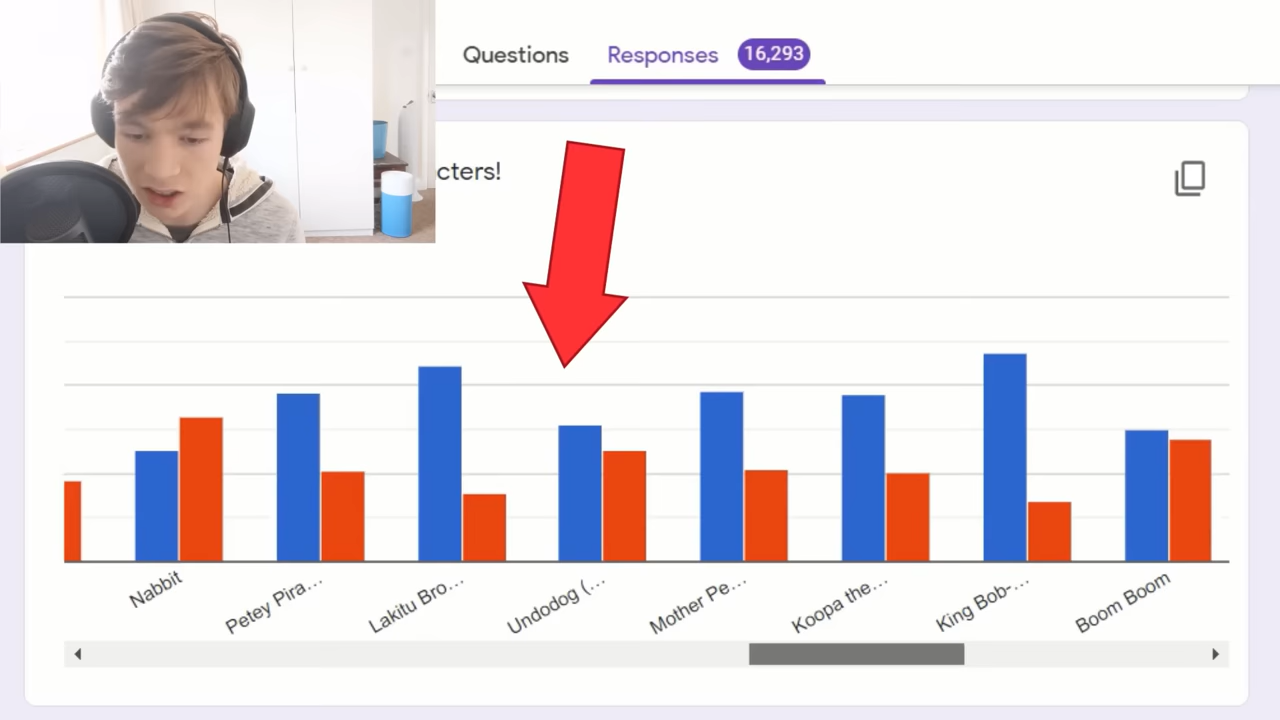 Questions Responses 16,293
cters!
Nabbit
Petey Pira...
Lakitu Bro...
Undodog (...
Mother Pe...
Koopa the...
King Bob-...
Boom Boom